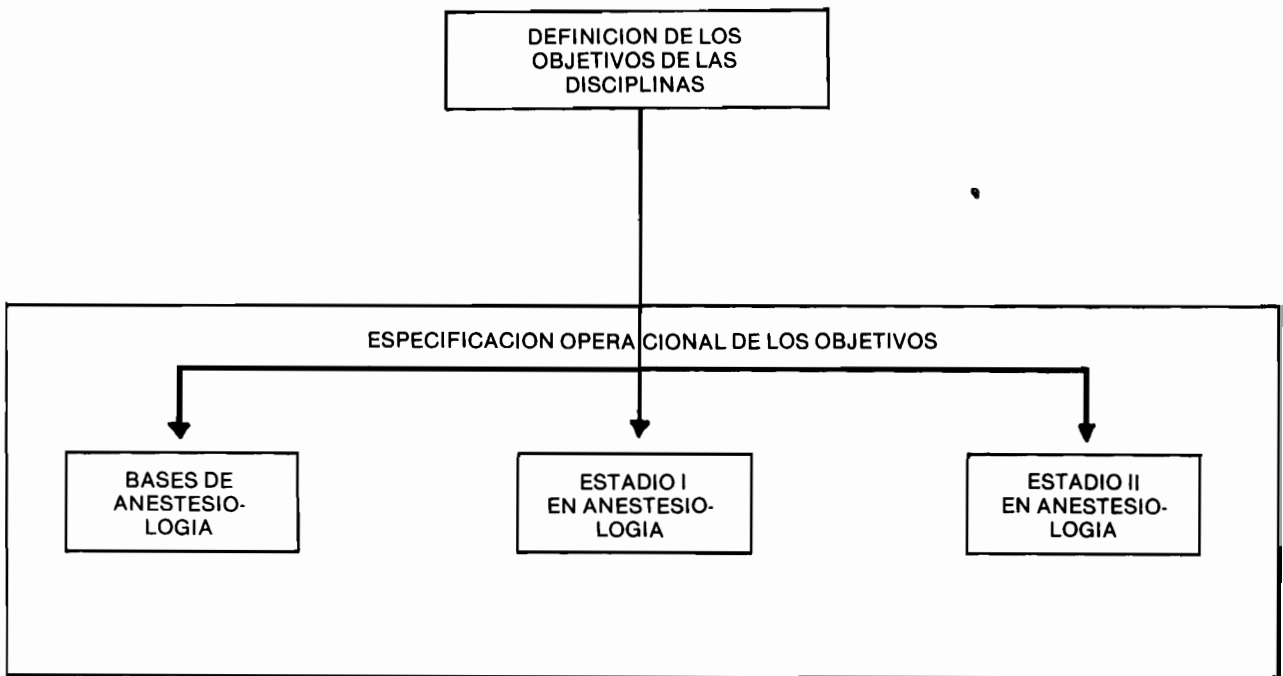 DEFINICION DE LOS
OBJETIVOS DE LAS
DISCIPLINAS
ESPECIFICACION OPERACIONAL DE LOS OBJETIVOS
BASES DE
ANESTESIO-
LOGIA
ESTADIO I
EN ANESTESIO-
LOGIA
ESTADIO II
EN ANESTESIO-
LOGIA